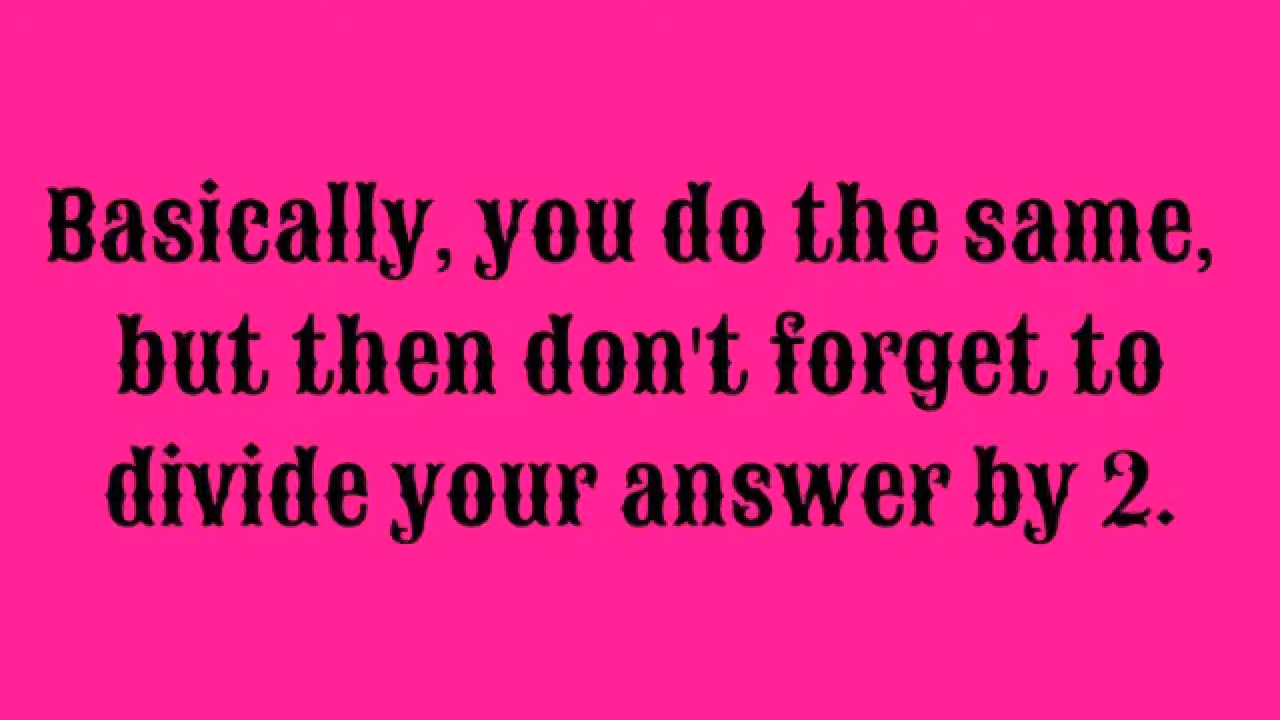 Basically, you do the same,
but then don't forget to
divide your answer by 2.